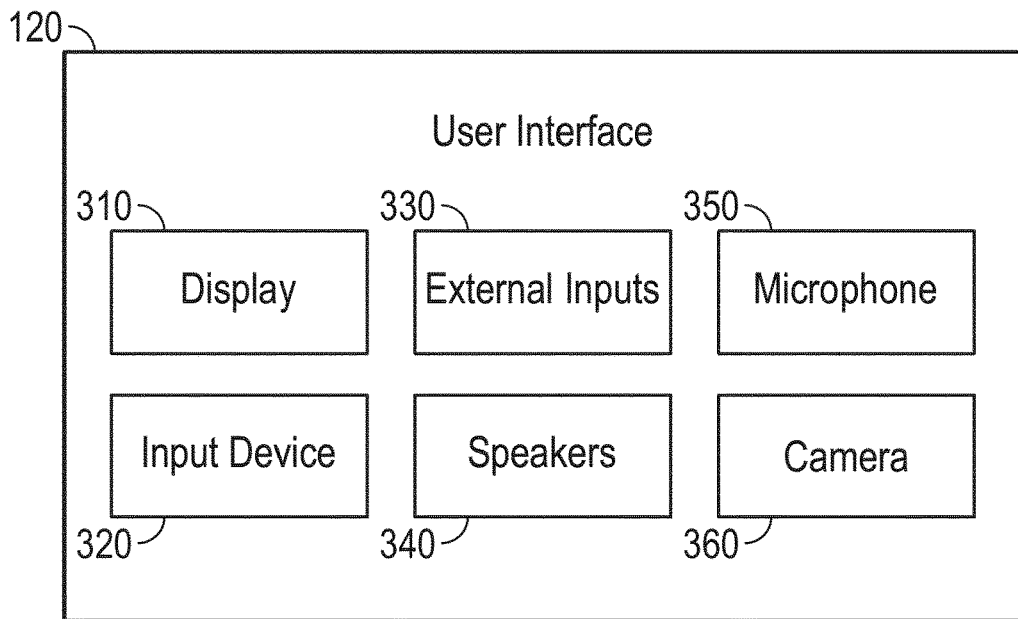 120
User Interface
310 330 350
Display External Inputs Microphone
Input Device Speakers Camera
320 340 360